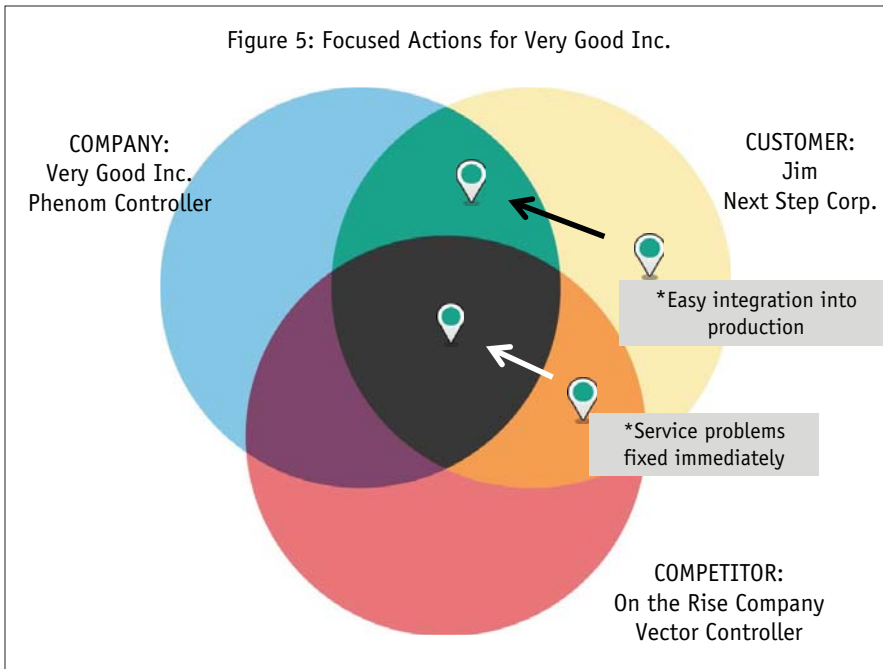 Figure 5: Focused Actions for Very Good Inc.
COMPANY:
Very Good Inc.
Phenom Controller
CUSTOMER:
Jim
Next Step Corp.
*Easy integration into
production
*Service problems
fixed immediately
COMPETITOR:
On the Rise Company
Vector Controller